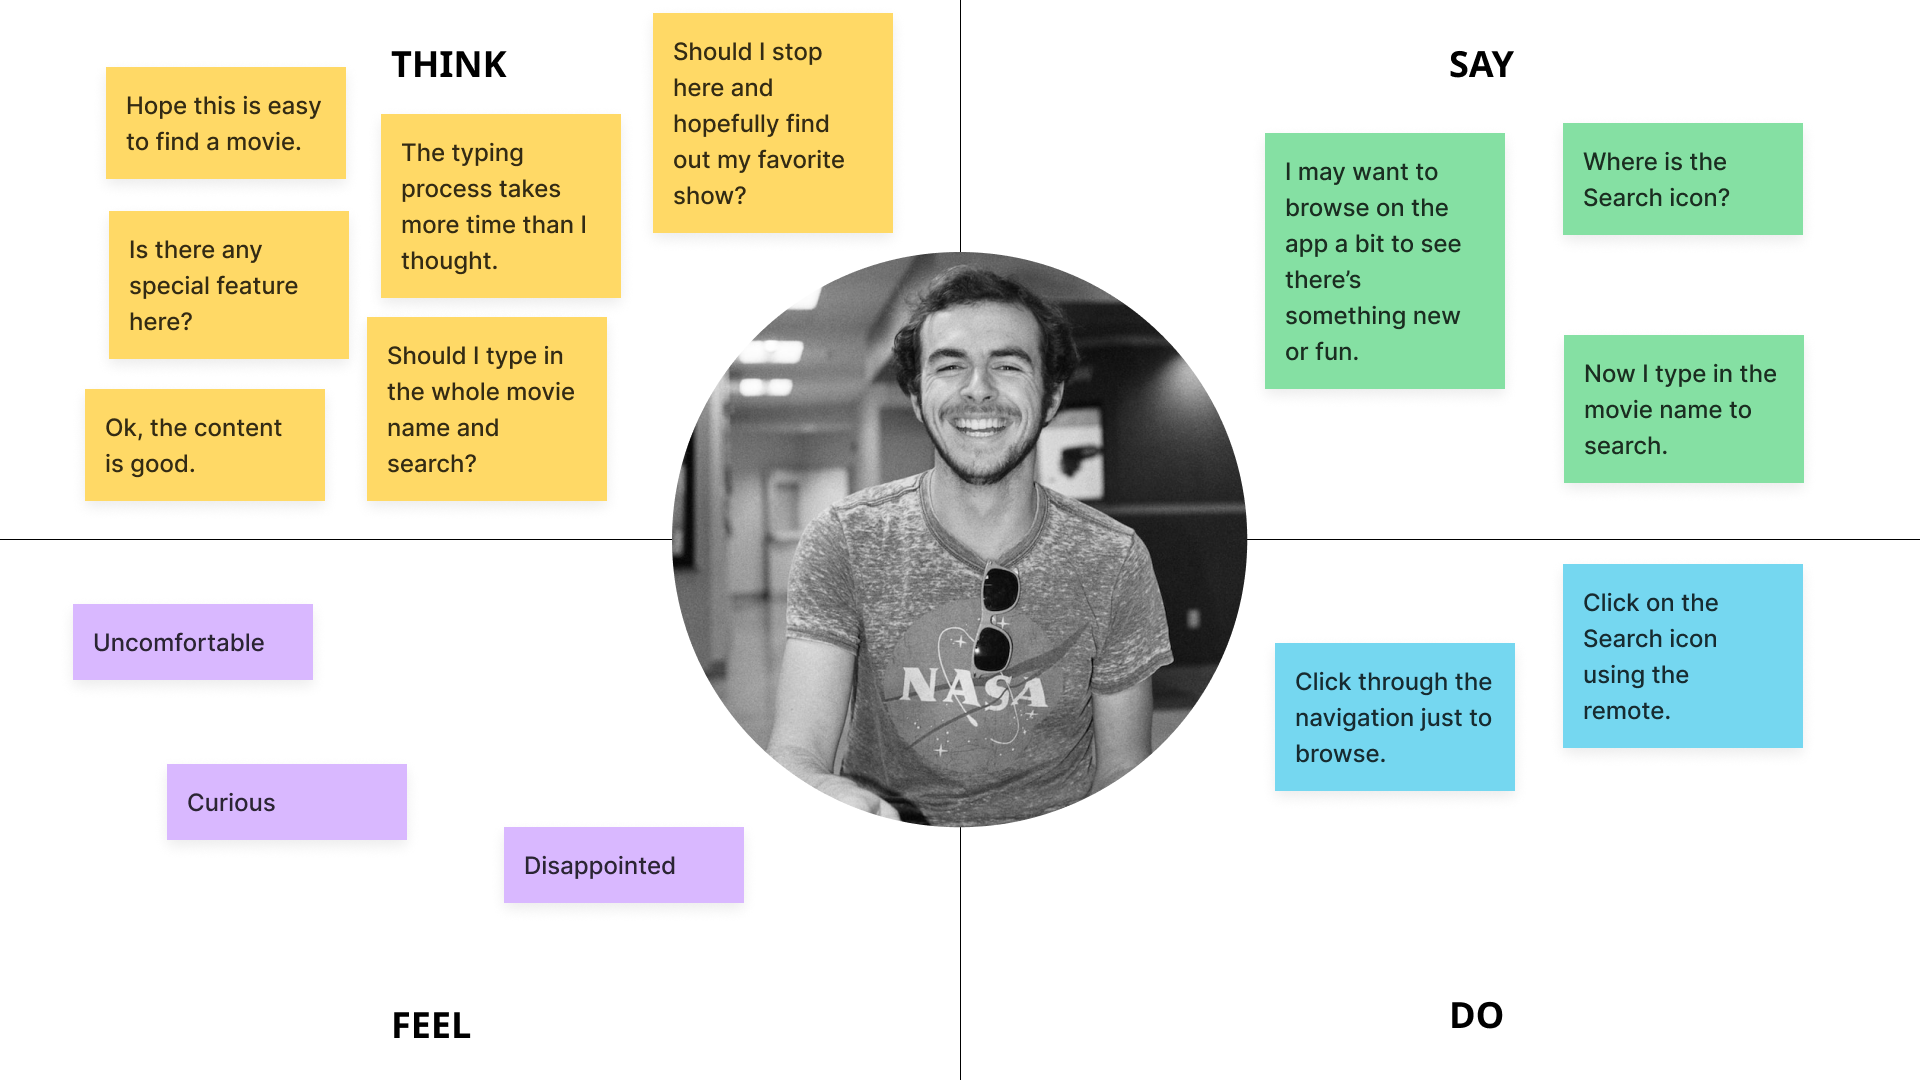 THINK
Hope this is easy
to find a movie.
The typing
process takes
more time than I
thought.
Should I stop
here and
hopefully find
out my favorite
show?
Is there any
special feature
here?
Should I type in
the whole movie
name and
search?
Ok, the content
is good.
SAY
I may want to
browse on the
app a bit to see
there’s
something new
or fun.
Where is the
Search icon?
Now I type in the
movie name to
search.
NASA
Uncomfortable
Curious
Disappointed
FEEL
Click through the
navigation just to
browse.
Click on the
Search icon
using the
remote.
DO